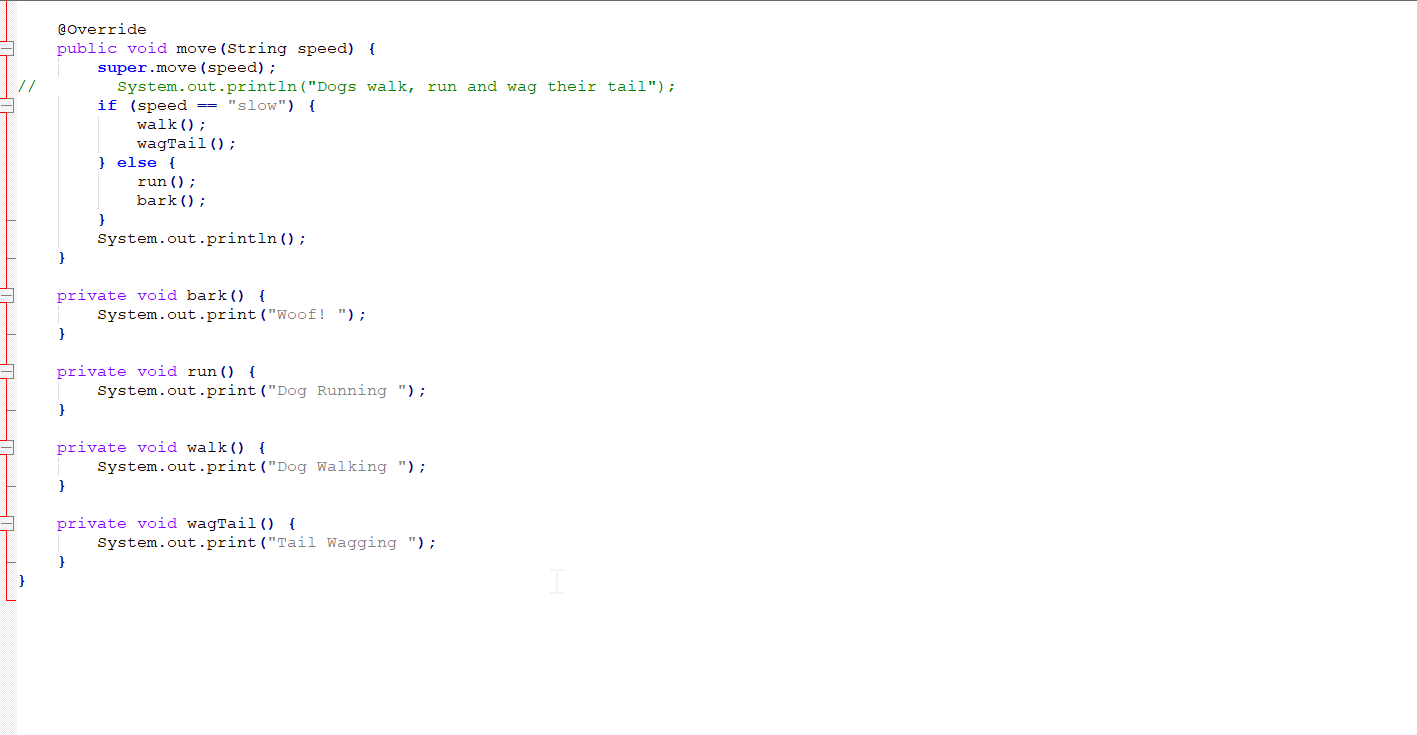 @Override
    public void move(String speed) {
        super.move(speed);
//        System.out.println("Dogs walk, run and wag their tail");
        if (speed == "slow") {
            walk();
            wagTail();
        } else {
            run();
            bark();
        }
        System.out.println();
    }

    private void bark() {
        System.out.print("Woof! ");
    }

    private void run() {
        System.out.print("Dog Running ");
    }

    private void walk() {
        System.out.print("Dog Walking ");
    }

    private void wagTail() {
        System.out.print("Tail Wagging ");
    }
}